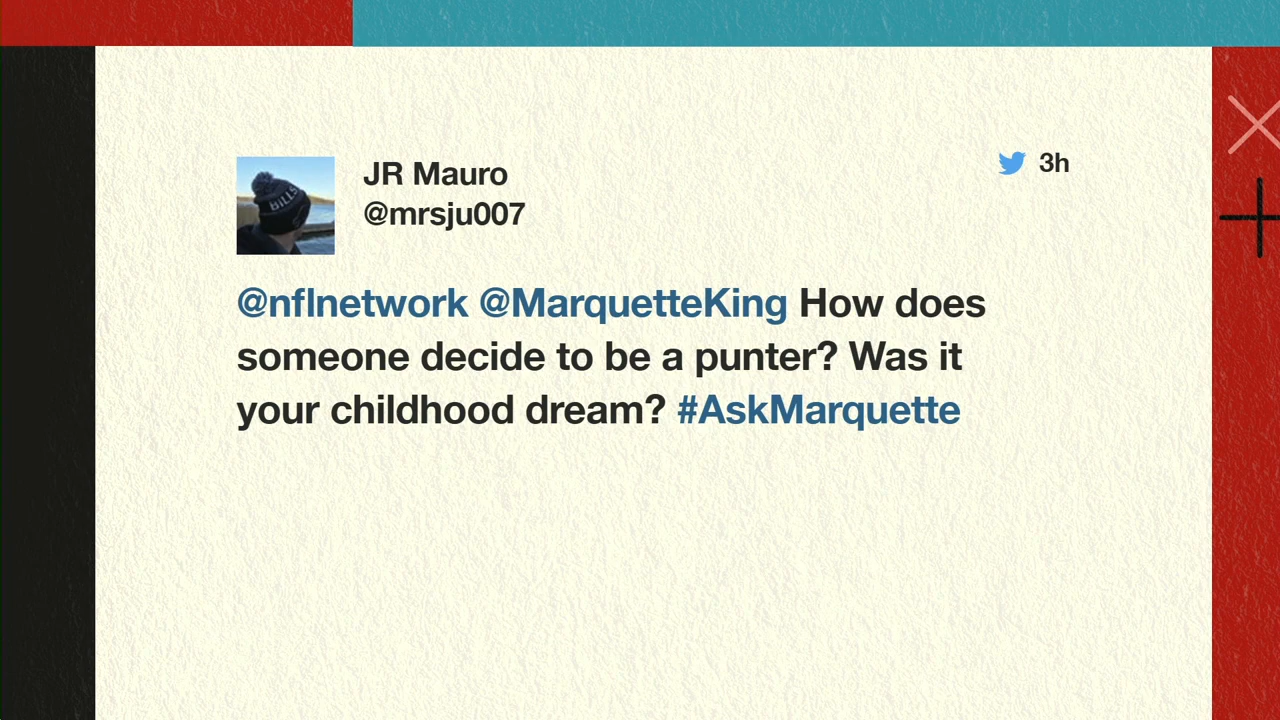 BILLS
JR Mauro
3h
@mrsju007
@nflnetwork @MarquetteKing How does
someone decide to be a punter? Was it
your childhood dream? #AskMarquette